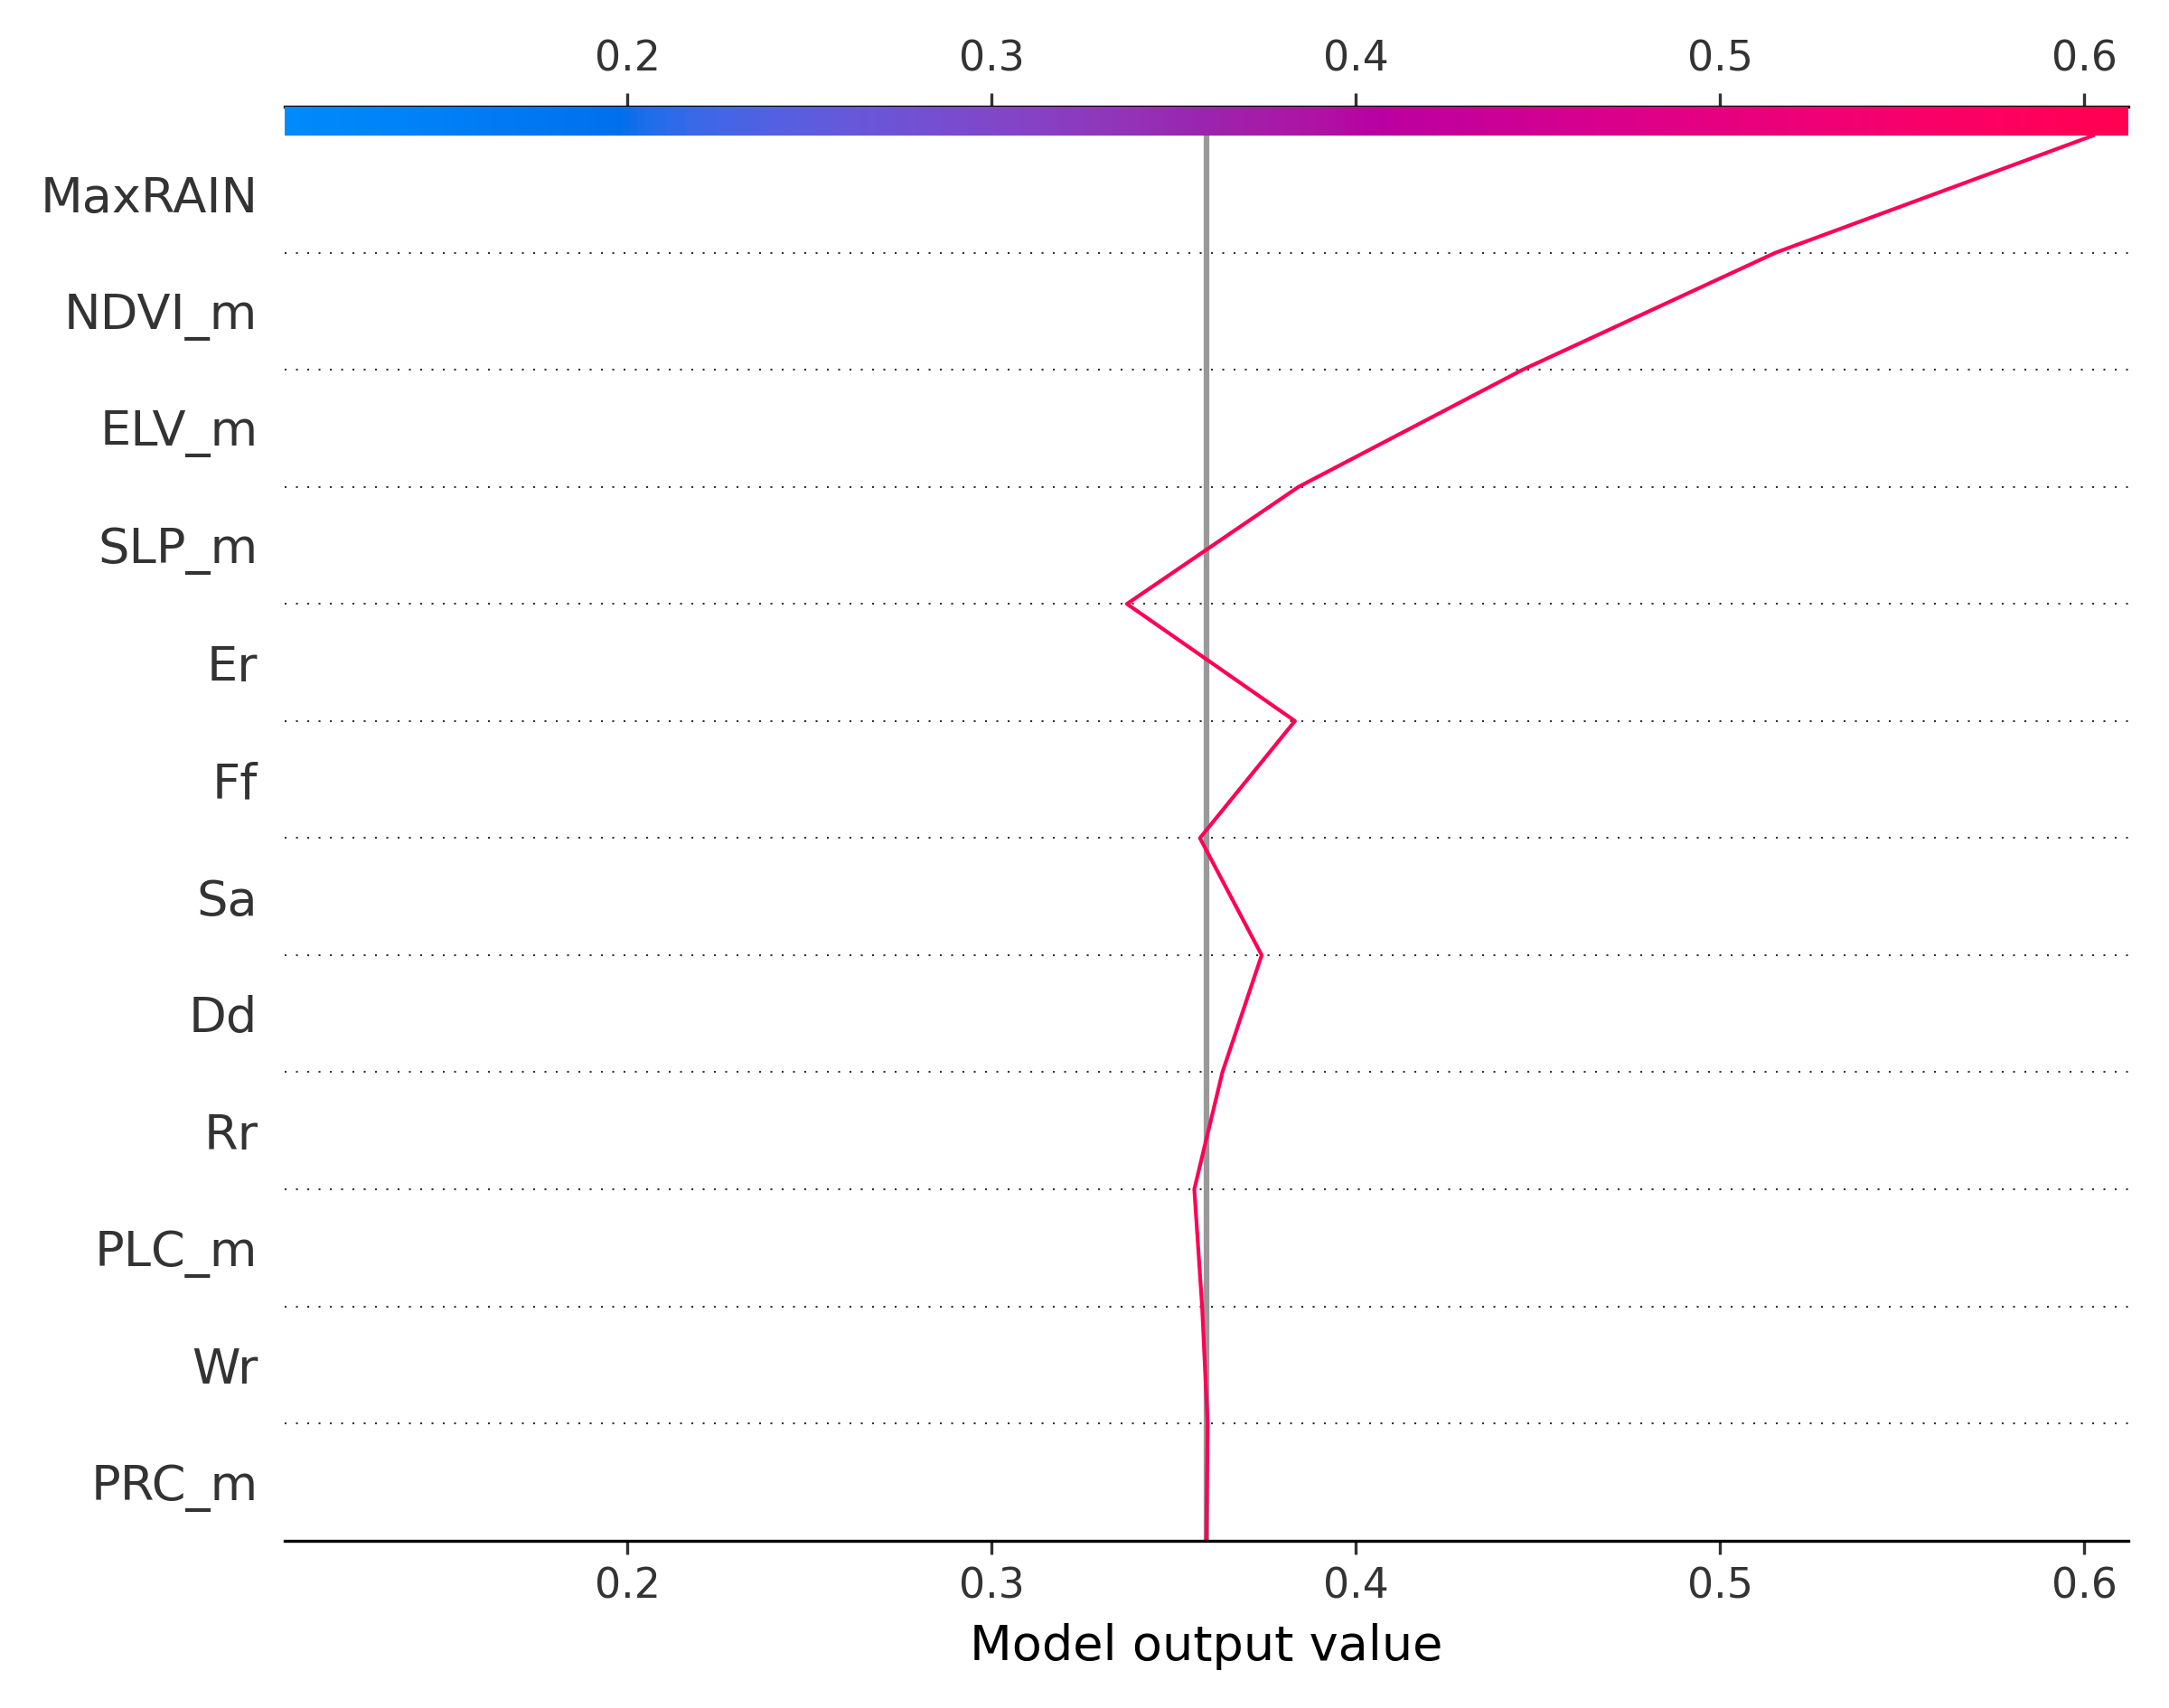 0.2 0.3 0.4 0.5 0.6
MaxRAIN
NDVI_m
ELV_m
SLP_m
Er
Ff
Sa
Dd
Rr
PLC_m
Wr
PRC_m
0.2 0.3 0.4 0.5 0.6
Model output value